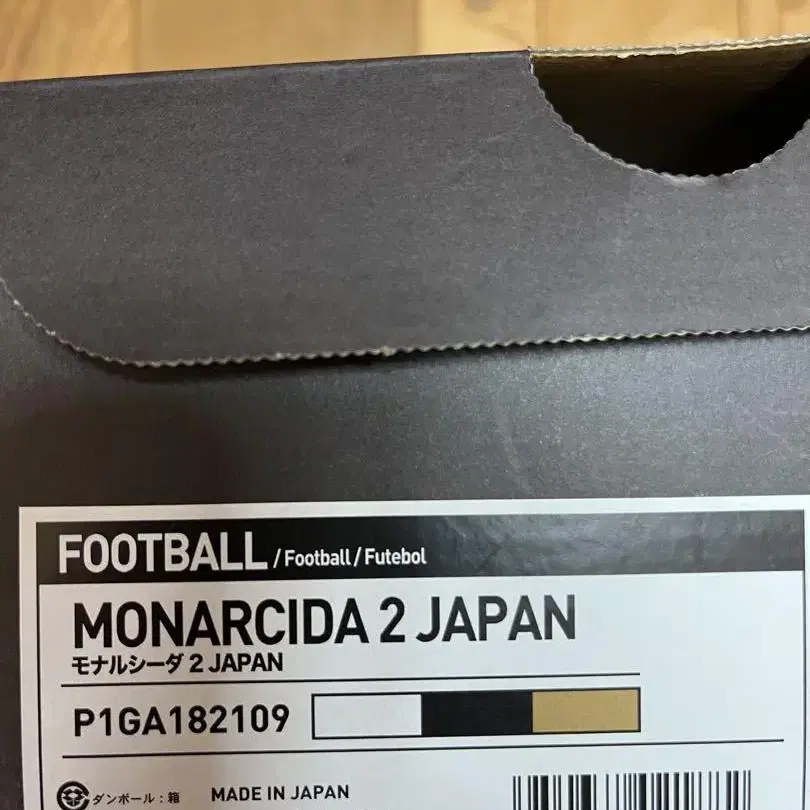 FOOTBALL / Football / Futebol
MONARCIDA 2 JAPAN
モナルシーダ 2 JAPAN
P1GA182109
ダンボール：箱 MADE IN JAPAN